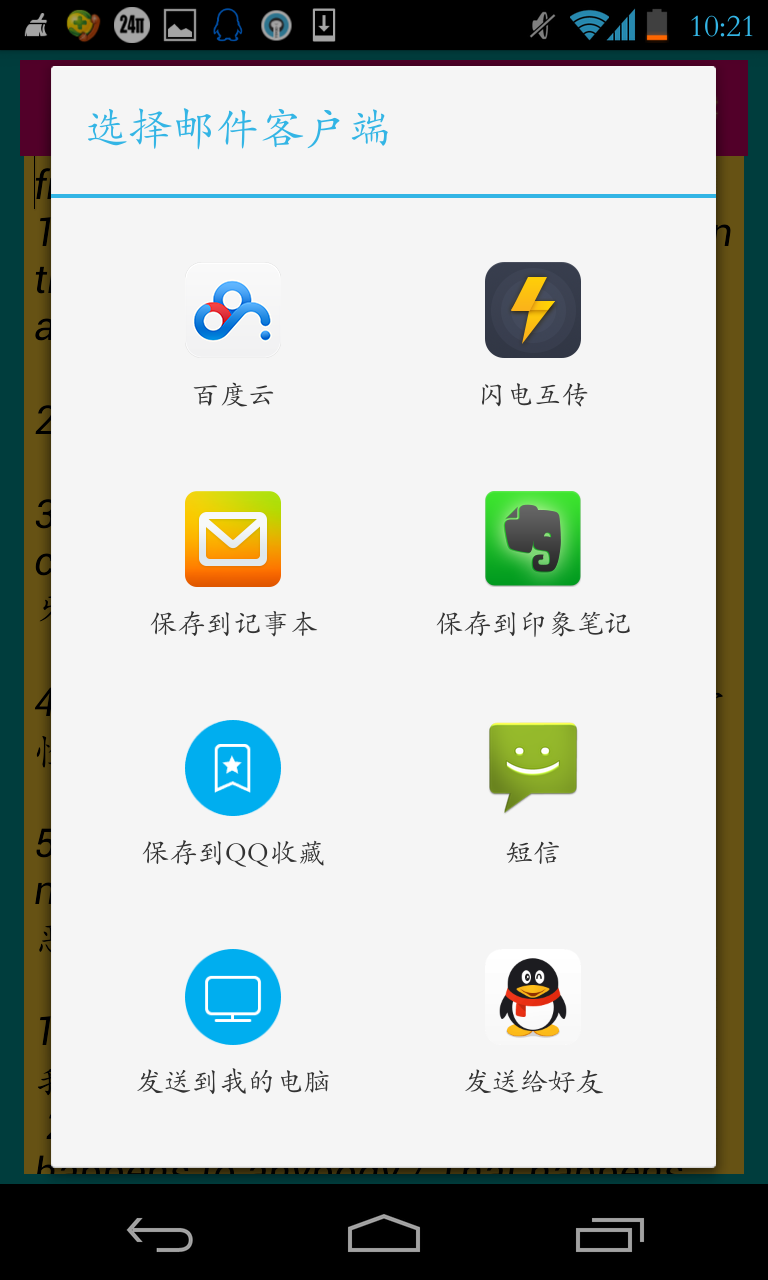 24π
10:21
选择邮件客户端
百度云
闪电互传
保存到记事本
保存到印象笔记
保存到QQ收藏
短信
发送到我的电脑
发送给好友